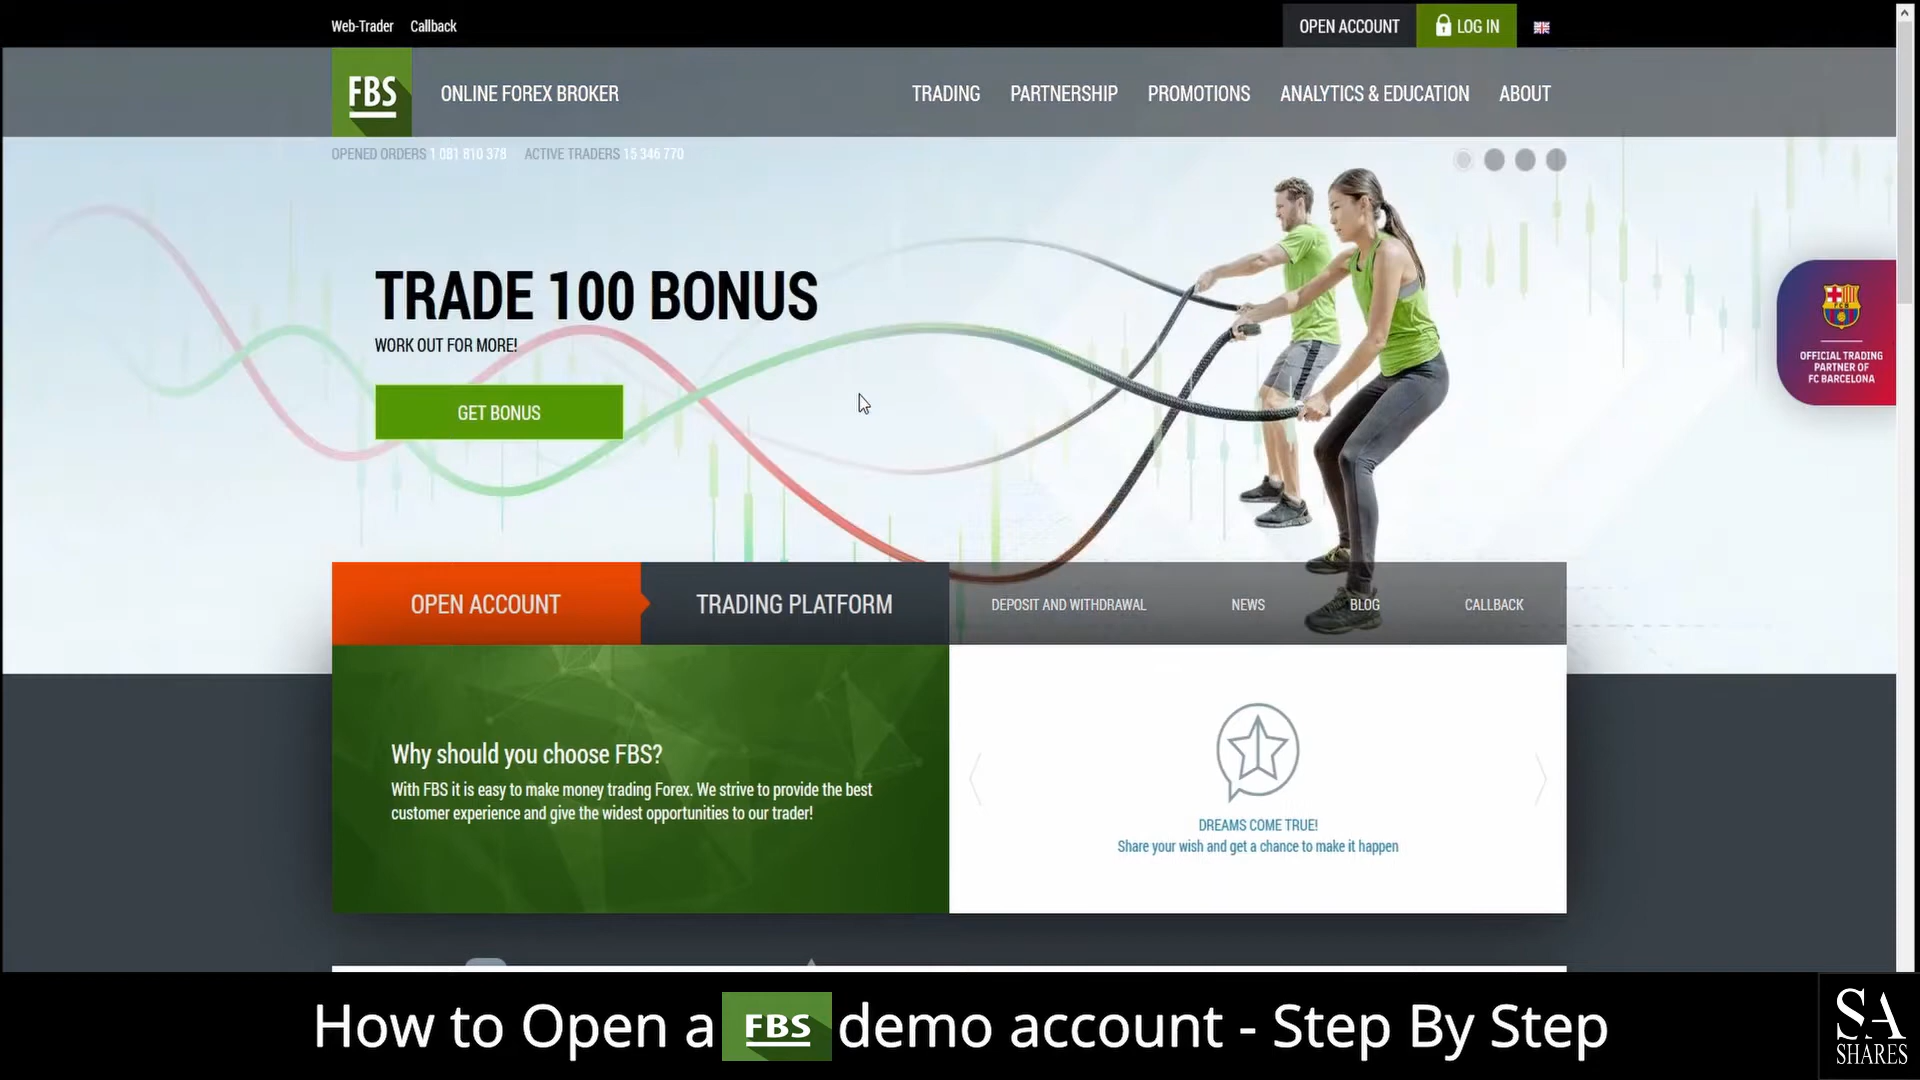 Web-Trader Callback
OPEN ACCOUNT LOG IN
FBS ONLINE FOREX BROKER
TRADING PARTNERSHIP PROMOTIONS ANALYTICS & EDUCATION ABOUT
OPENED ORDERS 1 081 810 378 ACTIVE TRADERS 15 346 770
TRADE 100 BONUS
WORK OUT FOR MORE!
GET BONUS
OFFICIAL TRADING
PARTNER OF
FC BARCELONA
OPEN ACCOUNT TRADING PLATFORM DEPOSIT AND WITHDRAWAL NEWS BLOG CALLBACK
Why should you choose FBS?
With FBS it is easy to make money trading Forex. We strive to provide the best
customer experience and give the widest opportunities to our trader!
DREAMS COME TRUE!
Share your wish and get a chance to make it happen
How to Open a FBS demo account - Step By Step
SA
SHARES